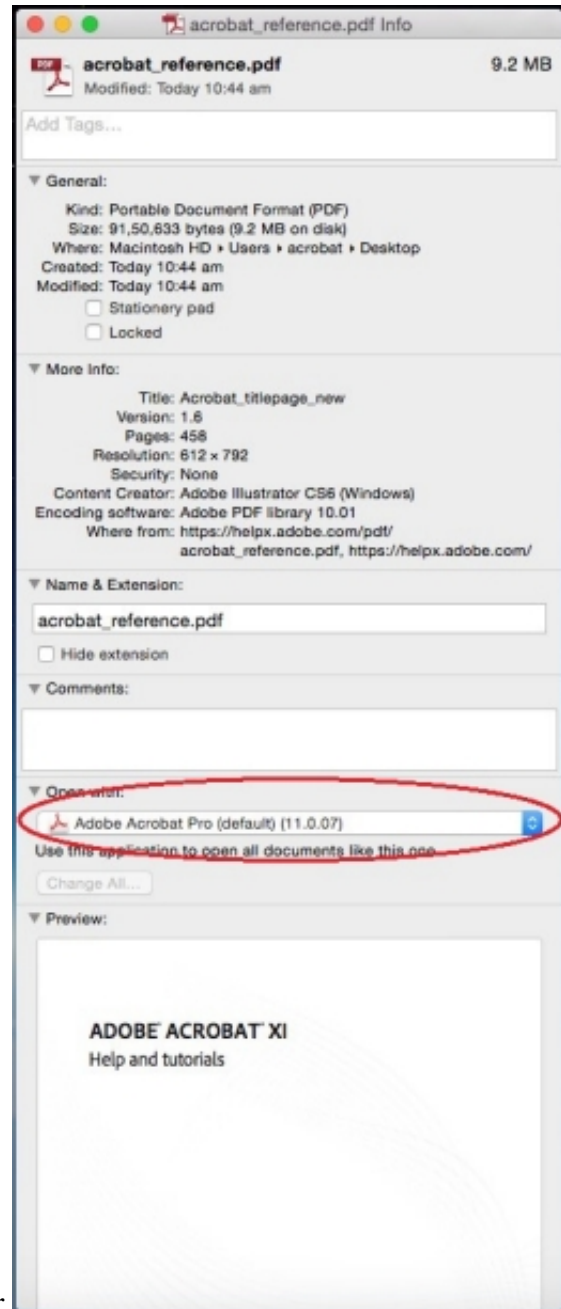 acrobat_reference.pdf Info
PDF
acrobat_reference.pdf 9.2 MB
Modified: Today 10:44 am
Add Tags...
General:
Kind: Portable Document Format (PDF)
Size: 91,50,633 bytes (9.2 MB on disk)
Where: Macintosh HD ▸ Users ▸ acrobat ▸ Desktop
Created: Today 10:44 am
Modified: Today 10:44 am
Stationery pad
Locked
More Info:
Title: Acrobat_titlepage_new
Version: 1.6
Pages: 458
Resolution: 612 × 792
Security: None
Content Creator: Adobe Illustrator CS6 (Windows)
Encoding software: Adobe PDF library 10.01
Where from: https://helpx.adobe.com/pdf/
acrobat_reference.pdf, https://helpx.adobe.com/
Name & Extension:
acrobat_reference.pdf
Hide extension
Comments:
Open with:
Adobe Acrobat Pro (default) (11.0.07)
Use this application to open all documents like this one
Change All...
Preview:
ADOBE® ACROBAT® XI
Help and tutorials